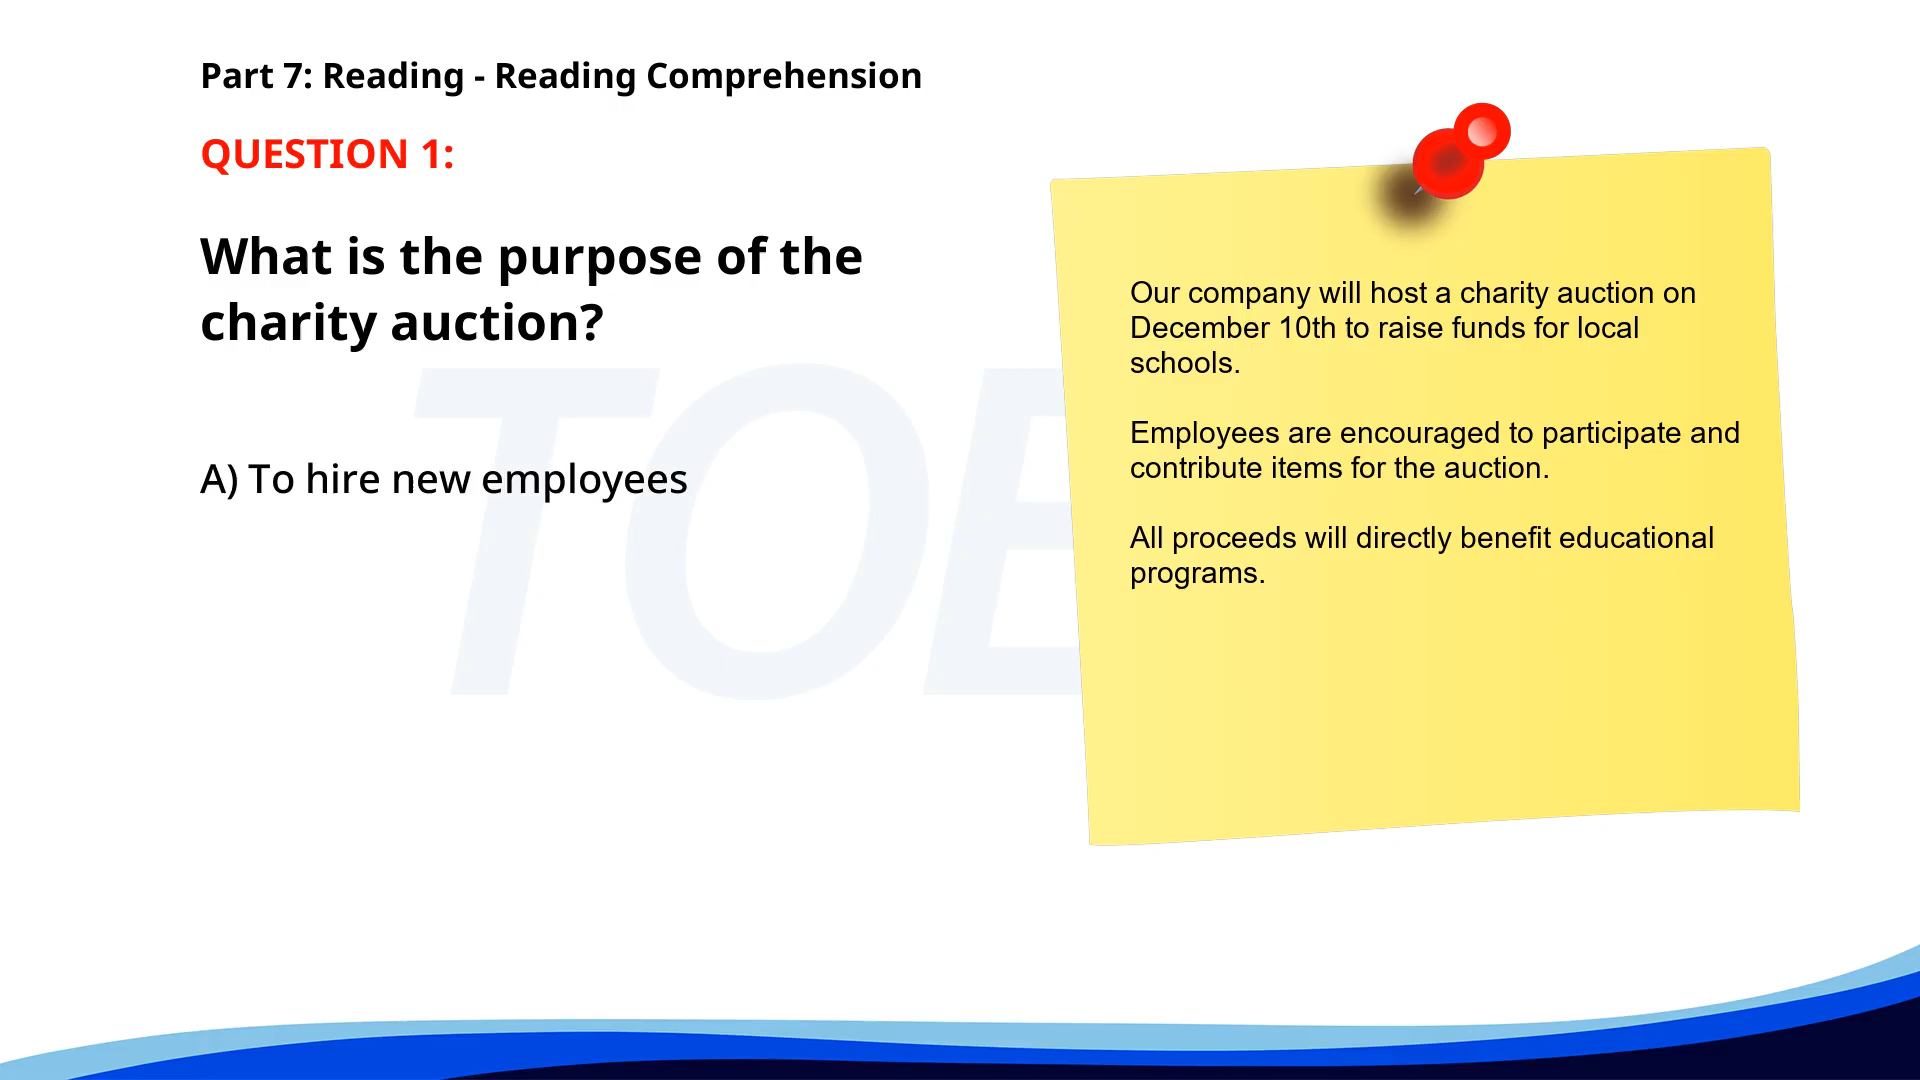 Part 7: Reading - Reading Comprehension
QUESTION 1:
What is the purpose of the
charity auction?
A) To hire new employees
Our company will host a charity auction on
December 10th to raise funds for local
schools.
Employees are encouraged to participate and
contribute items for the auction.
All proceeds will directly benefit educational
programs.